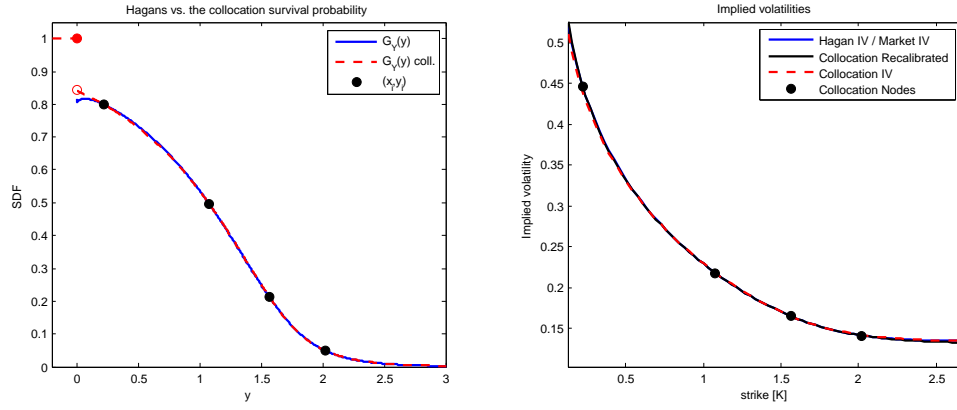 Hagans vs. the collocation survival probability
G_Y(y)
G_Y(y) coll.
(x_i,y_i)
1
0.9
0.8
0.7
0.6
0.5
0.4
0.3
0.2
0.1
0
SDF
0
0.5
1
1.5
2
2.5
3
y
Implied volatilities
Hagan IV / Market IV
Collocation Recalibrated
Collocation IV
Collocation Nodes
0.5
0.45
0.4
0.35
0.3
0.25
0.2
0.15
Implied volatility
0.5
1
1.5
2
2.5
strike [K]